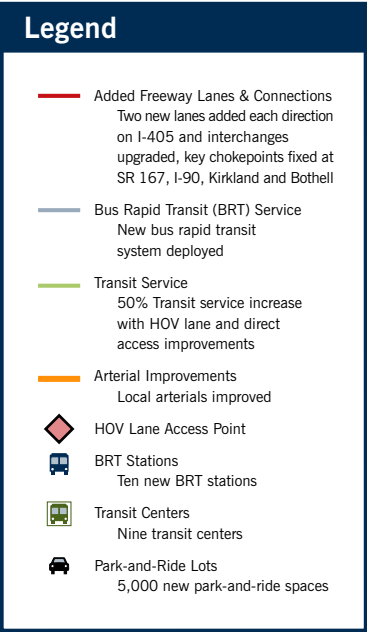 Legend
Added Freeway Lanes & Connections
Two new lanes added each direction
on I-405 and interchanges
upgraded, key chokepoints fixed at
SR 167, I-90, Kirkland and Bothell
Bus Rapid Transit (BRT) Service
New bus rapid transit
system deployed
Transit Service
50% Transit service increase
with HOV lane and direct
access improvements
Arterial Improvements
Local arterials improved
HOV Lane Access Point
BRT Stations
Ten new BRT stations
Transit Centers
Nine transit centers
Park-and-Ride Lots
5,000 new park-and-ride spaces